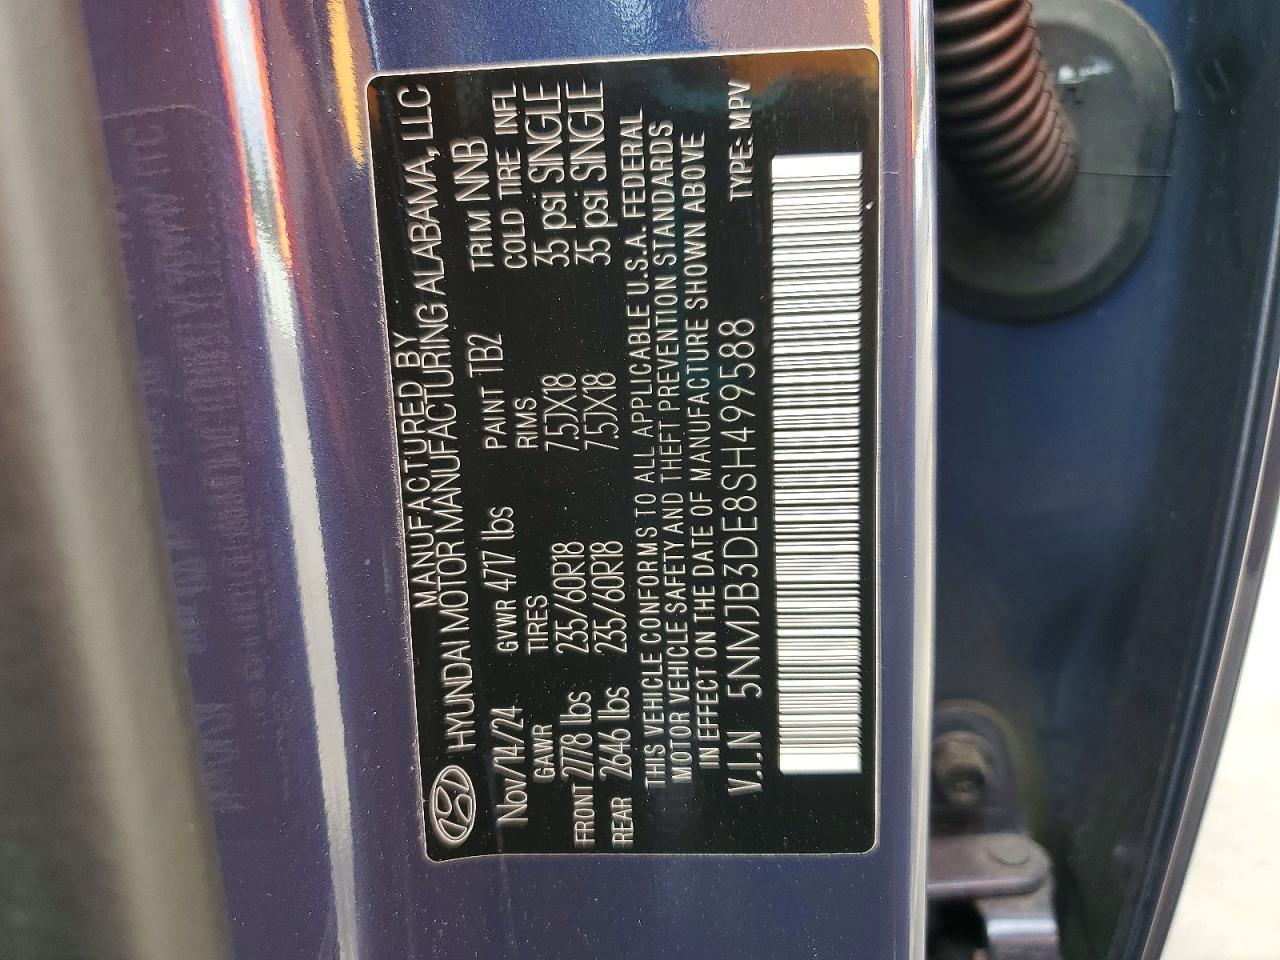 MANUFACTURED BY
HYUNDAI MOTOR MANUFACTURING ALABAMA, LLC
Nov/14/24 GVWR 4717 lbs PAINT TB2 TRIM NNB
GAWR TIRES RIMS COLD TIRE INFL
FRONT 2778 lbs 235/60R18 7.5JX18 35 psi SINGLE
REAR 2646 lbs 235/60R18 7.5JX18 35 psi SINGLE
THIS VEHICLE CONFORMS TO ALL APPLICABLE U.S.A. FEDERAL
MOTOR VEHICLE SAFETY AND THEFT PREVENTION STANDARDS
IN EFFECT ON THE DATE OF MANUFACTURE SHOWN ABOVE
V.I.N 5NMJB3DE8SH499588 TYPE: MPV